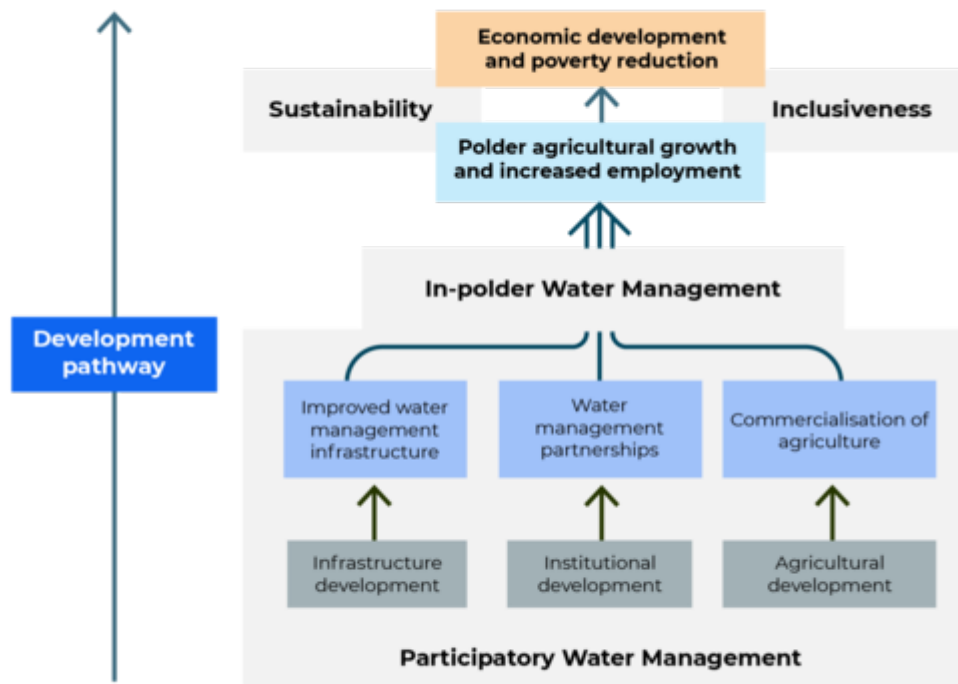 Economic development
and poverty reduction
Sustainability
Inclusiveness
Polder agricultural growth
and increased employment
In-polder Water Management
Development
pathway
Improved water
management
infrastructure
Water
management
partnerships
Commercialisation of
agriculture
Infrastructure
development
Institutional
development
Agricultural
development
Participatory Water Management